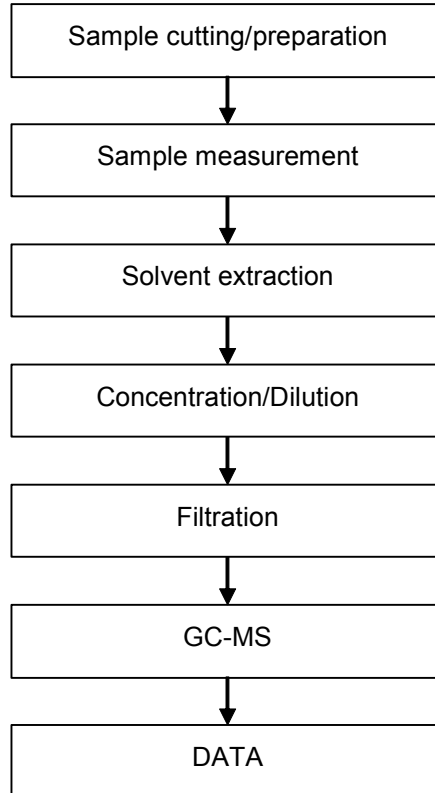 Sample cutting/preparation
Sample measurement
Solvent extraction
Concentration/Dilution
Filtration
GC-MS
DATA